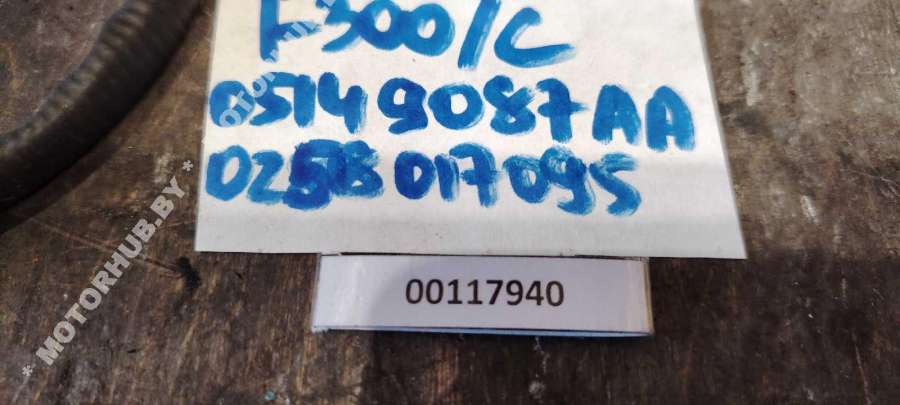 F300/C
05149087AA
0258017095
00117940
* MOTORHUB.BY *